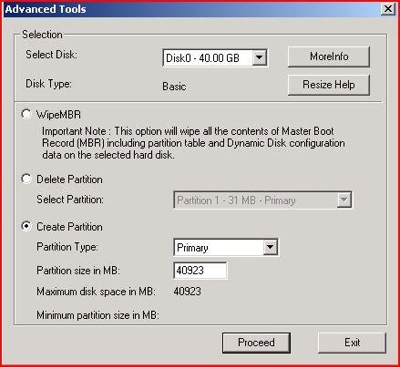 Advanced Tools
Selection
Select Disk:
Disk0 - 40.00 GB
MoreInfo
Disk Type:
Basic
Resize Help
WipeMBR
Important Note : This option will wipe all the contents of Master Boot
Record (MBR) including partition table and Dynamic Disk configuration
data on the selected hard disk.
Delete Partition
Select Partition:
Partition 1 - 31 MB - Primary
Create Partition
Partition Type:
Primary
Partition size in MB:
40923
Maximum disk space in MB:
40923
Minimum partition size in MB:
Proceed
Exit